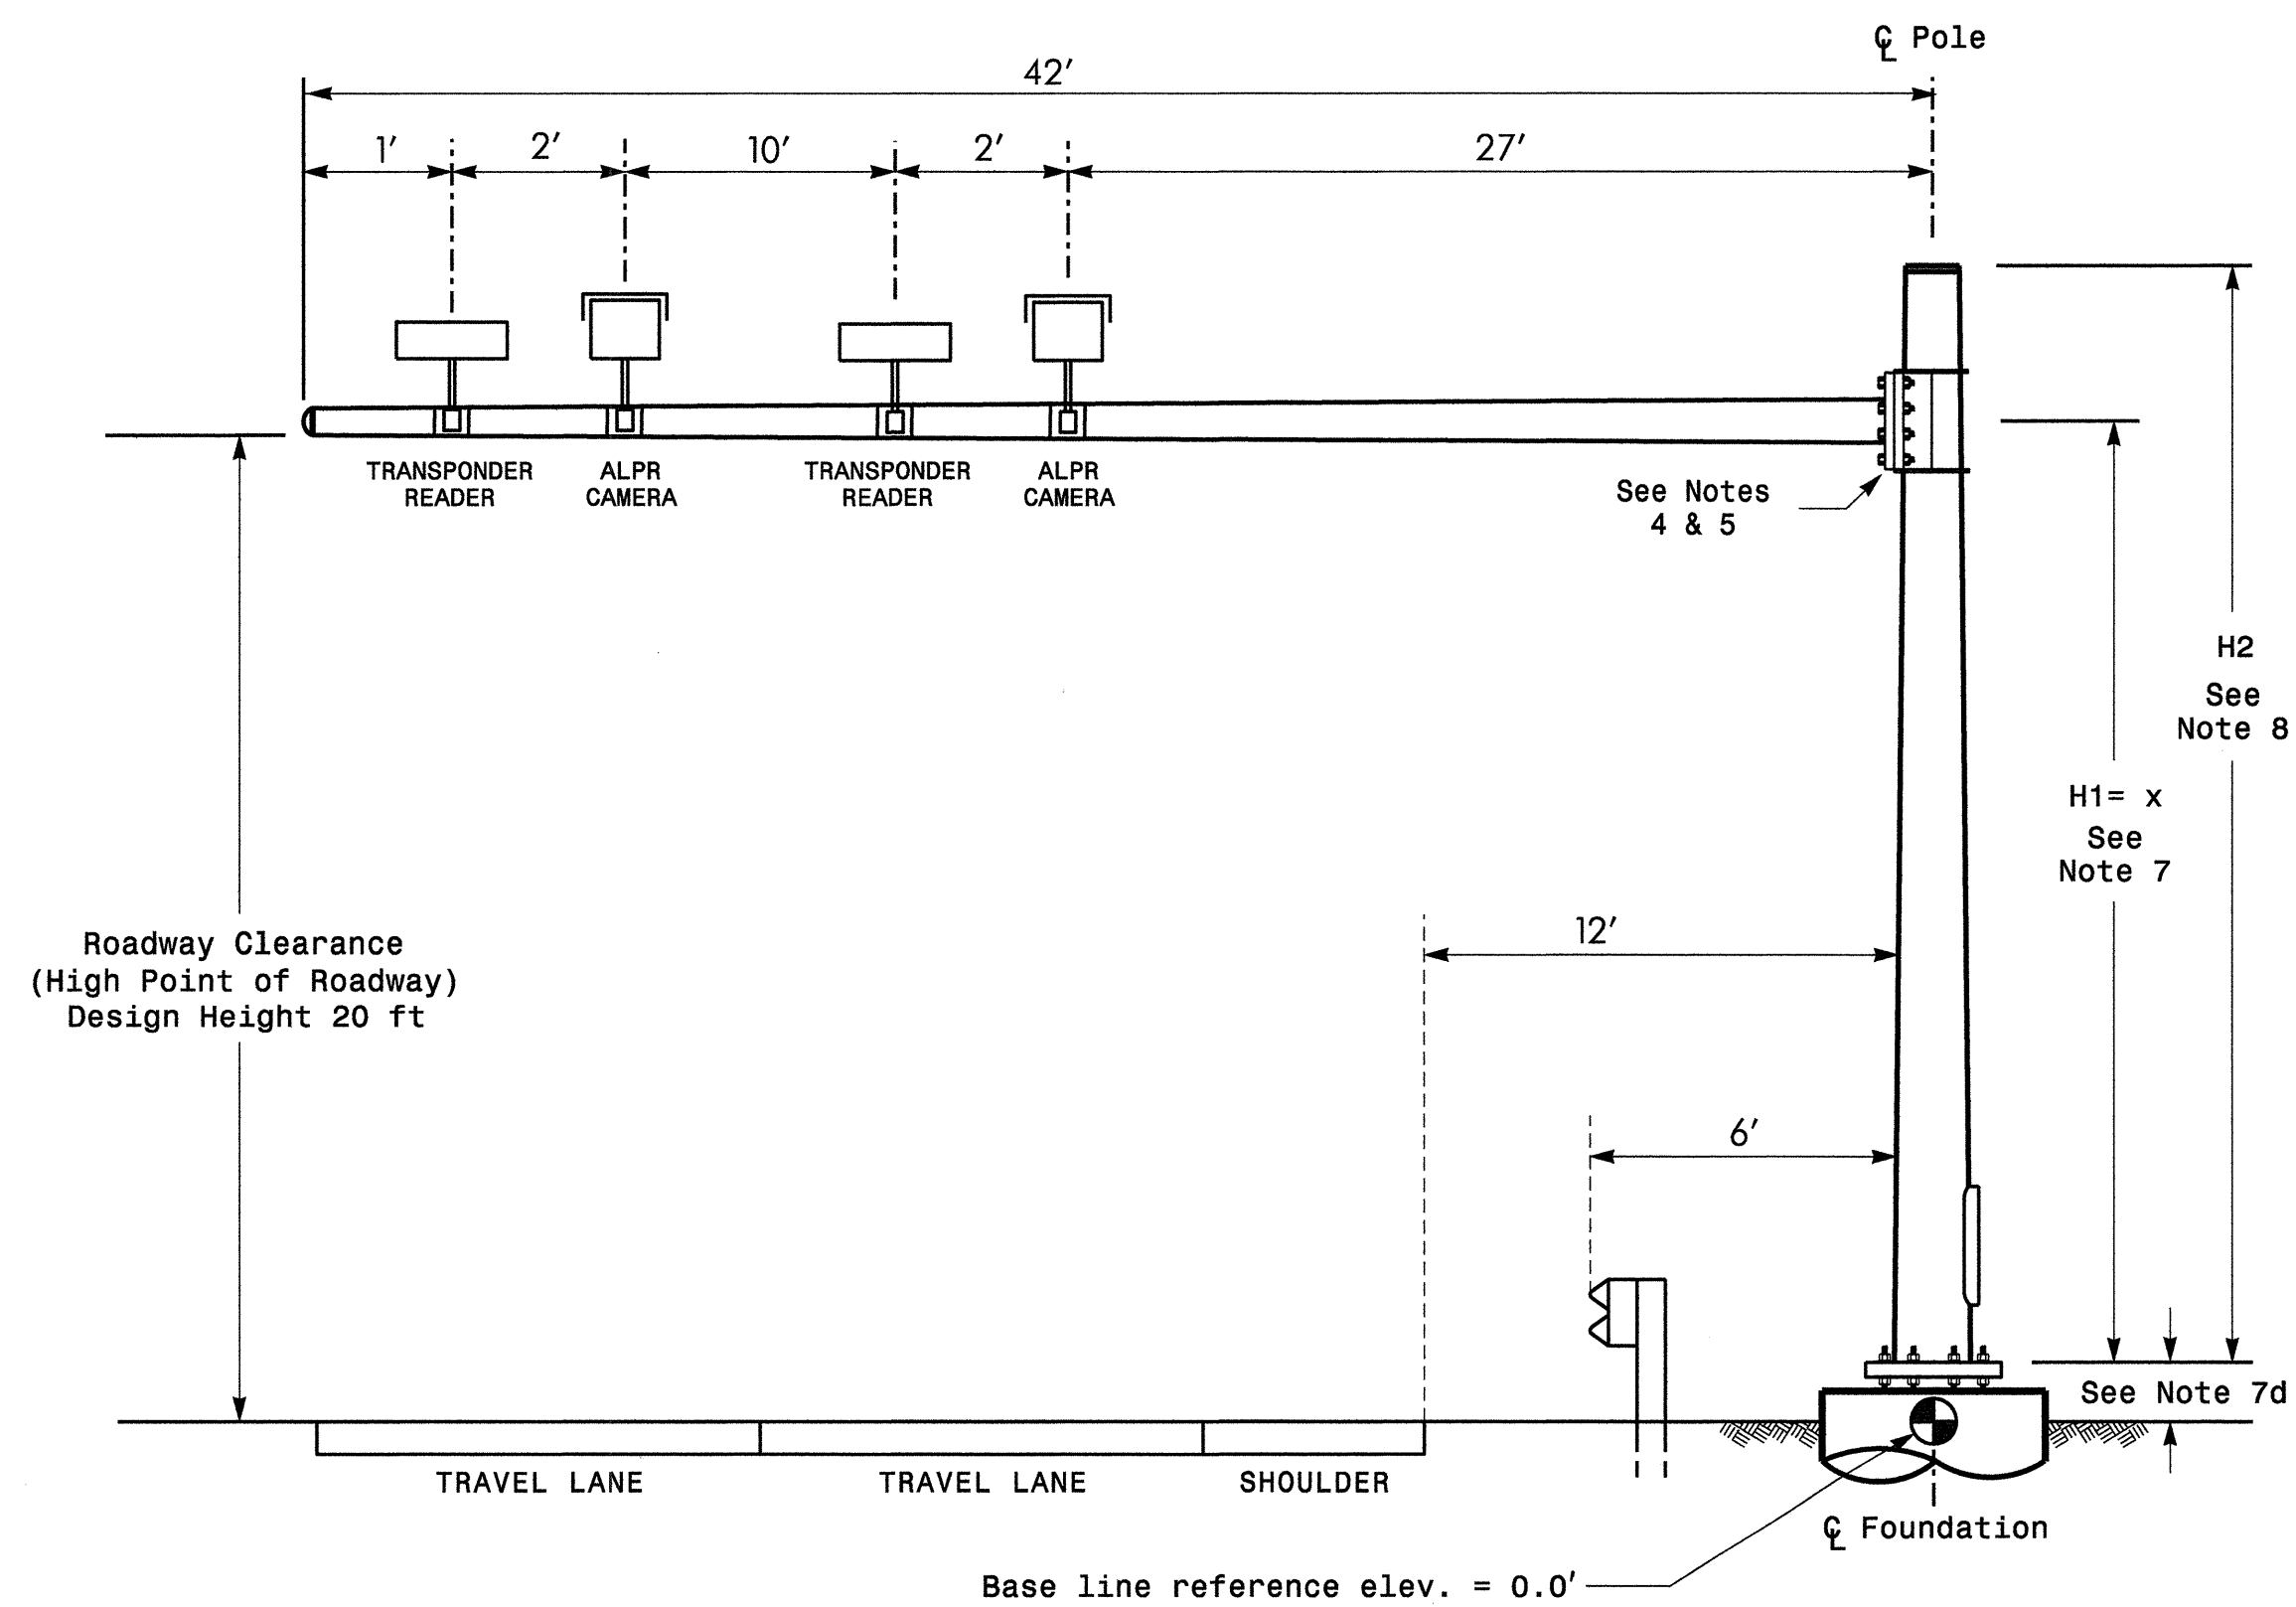 ℄ Pole
42'
1'
2'
10'
2'
27'
TRANSPONDER
READER
ALPR
CAMERA
TRANSPONDER
READER
ALPR
CAMERA
See Notes
4 & 5
H2
See
Note 8
H1= x
See
Note 7
Roadway Clearance
(High Point of Roadway)
Design Height 20 ft
12'
6'
See Note 7d
TRAVEL LANE
TRAVEL LANE
SHOULDER
℄ Foundation
Base line reference elev. = 0.0'